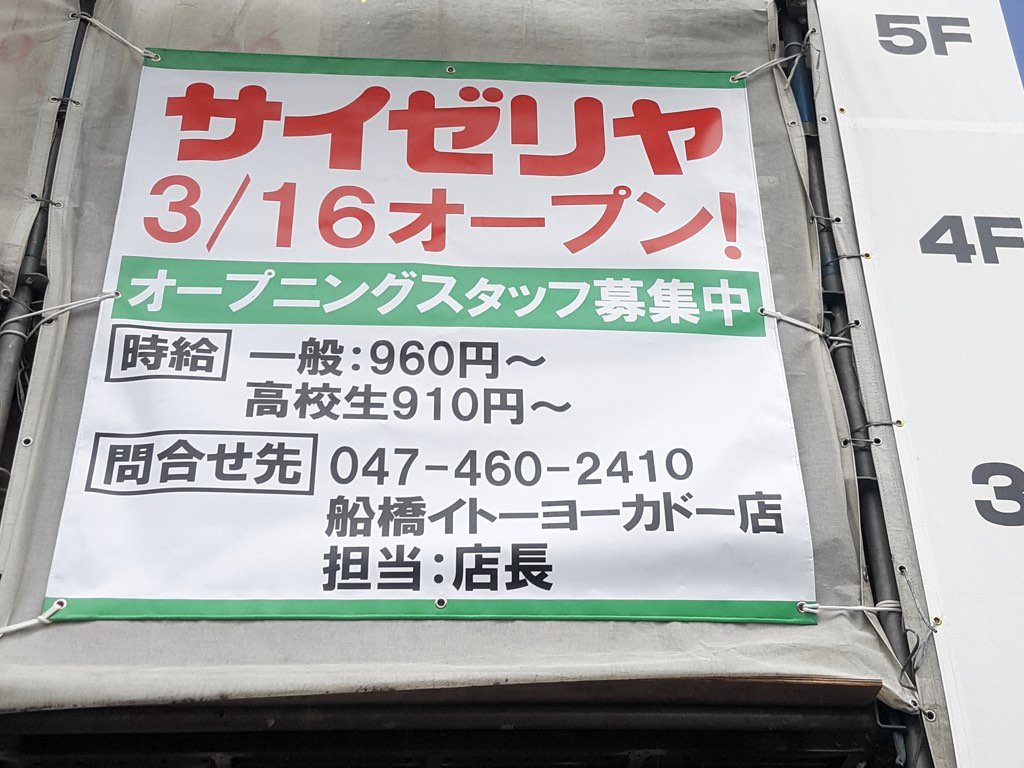 サイゼリヤ
3/16オープン!
オープニングスタッフ募集中
時給 一般:960円～
高校生910円～
問合せ先 047-460-2410
船橋イトーヨーカドー店
担当:店長
5F
4F
3